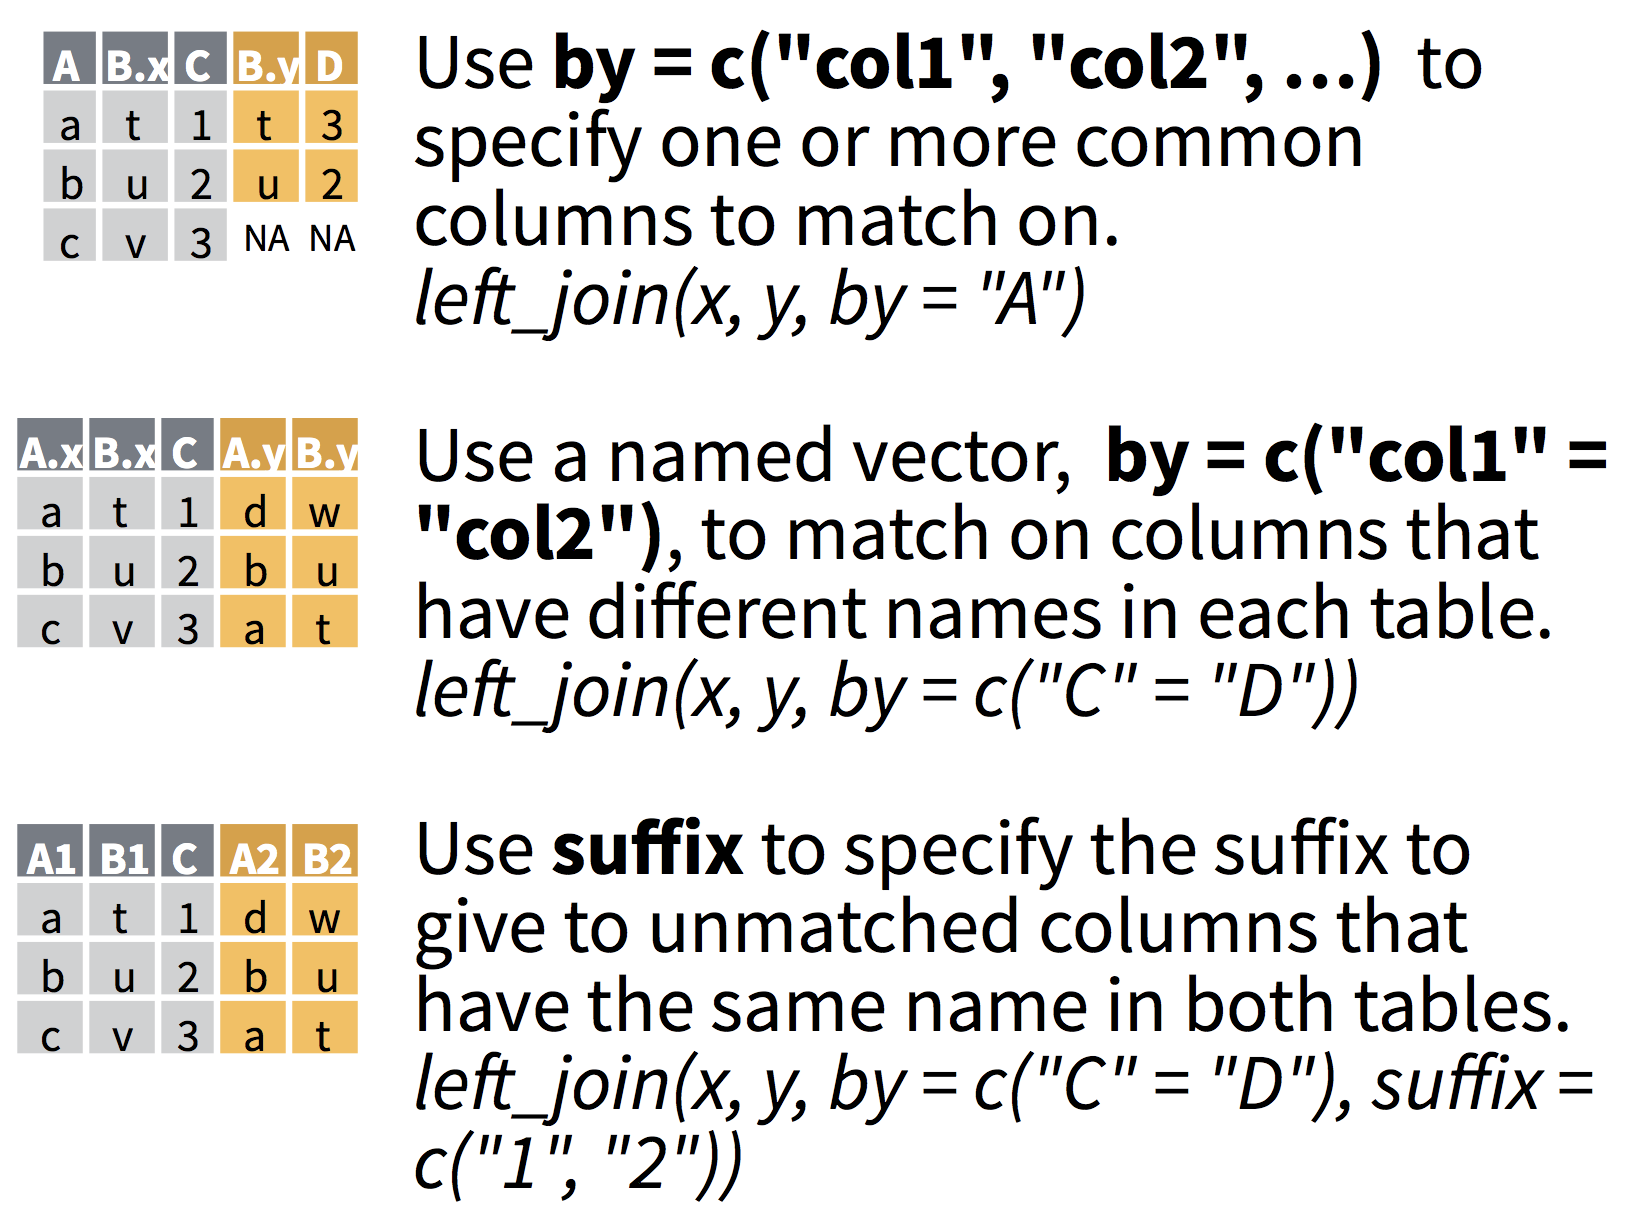 A B.x C B.y D
a t 1 t 3
b u 2 u 2
c v 3 NA NA
Use by = c("col1", "col2", …) to
specify one or more common
columns to match on.
left_join(x, y, by = "A")
A.x B.x C A.y B.y
a t 1 d w
b u 2 b u
c v 3 a t
Use a named vector, by = c("col1" =
"col2"), to match on columns that
have different names in each table.
left_join(x, y, by = c("C" = "D"))
A1 B1 C A2 B2
a t 1 d w
b u 2 b u
c v 3 a t
Use suffix to specify the suffix to
give to unmatched columns that
have the same name in both tables.
left_join(x, y, by = c("C" = "D"), suffix =
c("1", "2"))